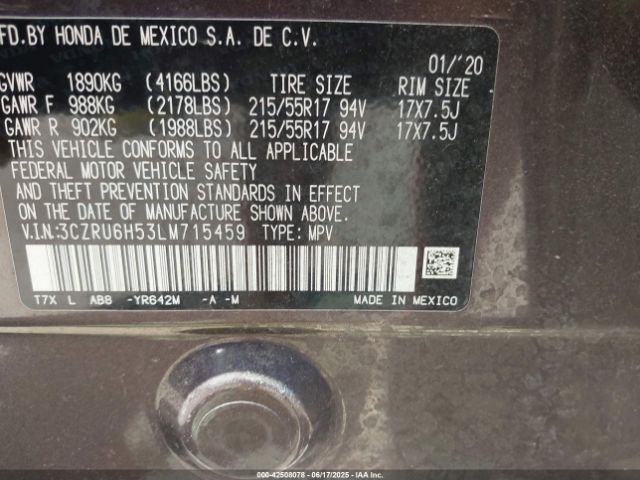 FD.BY HONDA DE MEXICO S.A. DE C.V.
01/'20
GVWR 1890KG (4166LBS) TIRE SIZE RIM SIZE
GAWR F 988KG (2178LBS) 215/55R17 94V 17X7.5J
GAWR R 902KG (1988LBS) 215/55R17 94V 17X7.5J
THIS VEHICLE CONFORMS TO ALL APPLICABLE
FEDERAL MOTOR VEHICLE SAFETY
AND THEFT PREVENTION STANDARDS IN EFFECT ON
THE DATE OF MANUFACTURE SHOWN ABOVE.
V.I.N:3CZRU6H53LM715459 TYPE: MPV
T7X L AB8 -YR642M -A -M MADE IN MEXICO
000-42508078 - 06/17/2025 - IAAI.COM